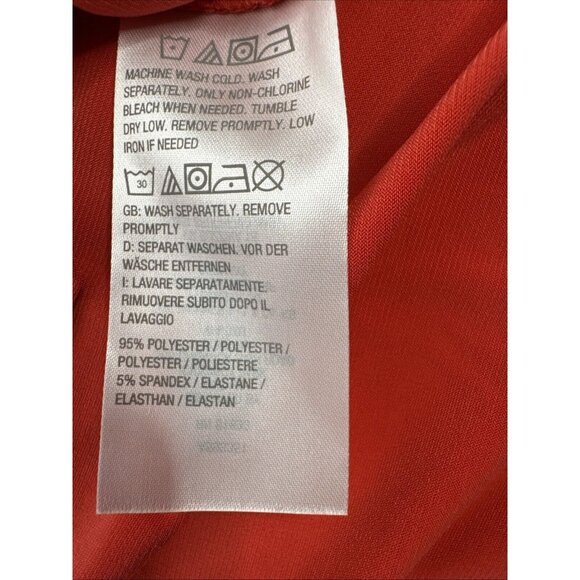 MACHINE WASH COLD. WASH
SEPARATELY. ONLY NON-CHLORINE
BLEACH WHEN NEEDED. TUMBLE
DRY LOW. REMOVE PROMPTLY. LOW
IRON IF NEEDED
30
GB: WASH SEPARATELY. REMOVE
PROMPTLY
D: SEPARAT WASCHEN. VOR DER
WÄSCHE ENTFERNEN
I: LAVARE SEPARATAMENTE.
RIMUOVERE SUBITO DOPO IL
LAVAGGIO
95% POLYESTER / POLYESTER /
POLYESTER / POLIESTERE
5% SPANDEX / ELASTANE /
ELASTHAN / ELASTAN